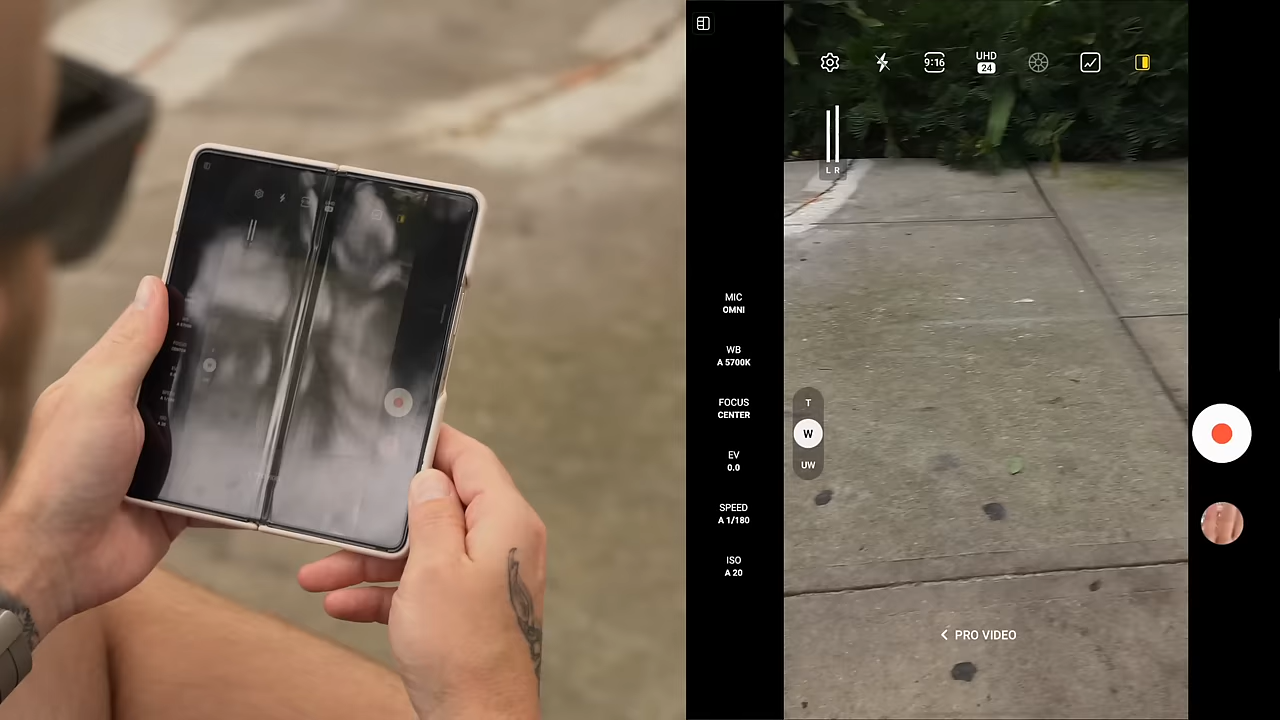 9:16
UHD
24
L R
MIC
OMNI
WB
A 5700K
FOCUS
CENTER
EV
0.0
SPEED
A 1/180
ISO
A 20
T
W
UW
PRO VIDEO